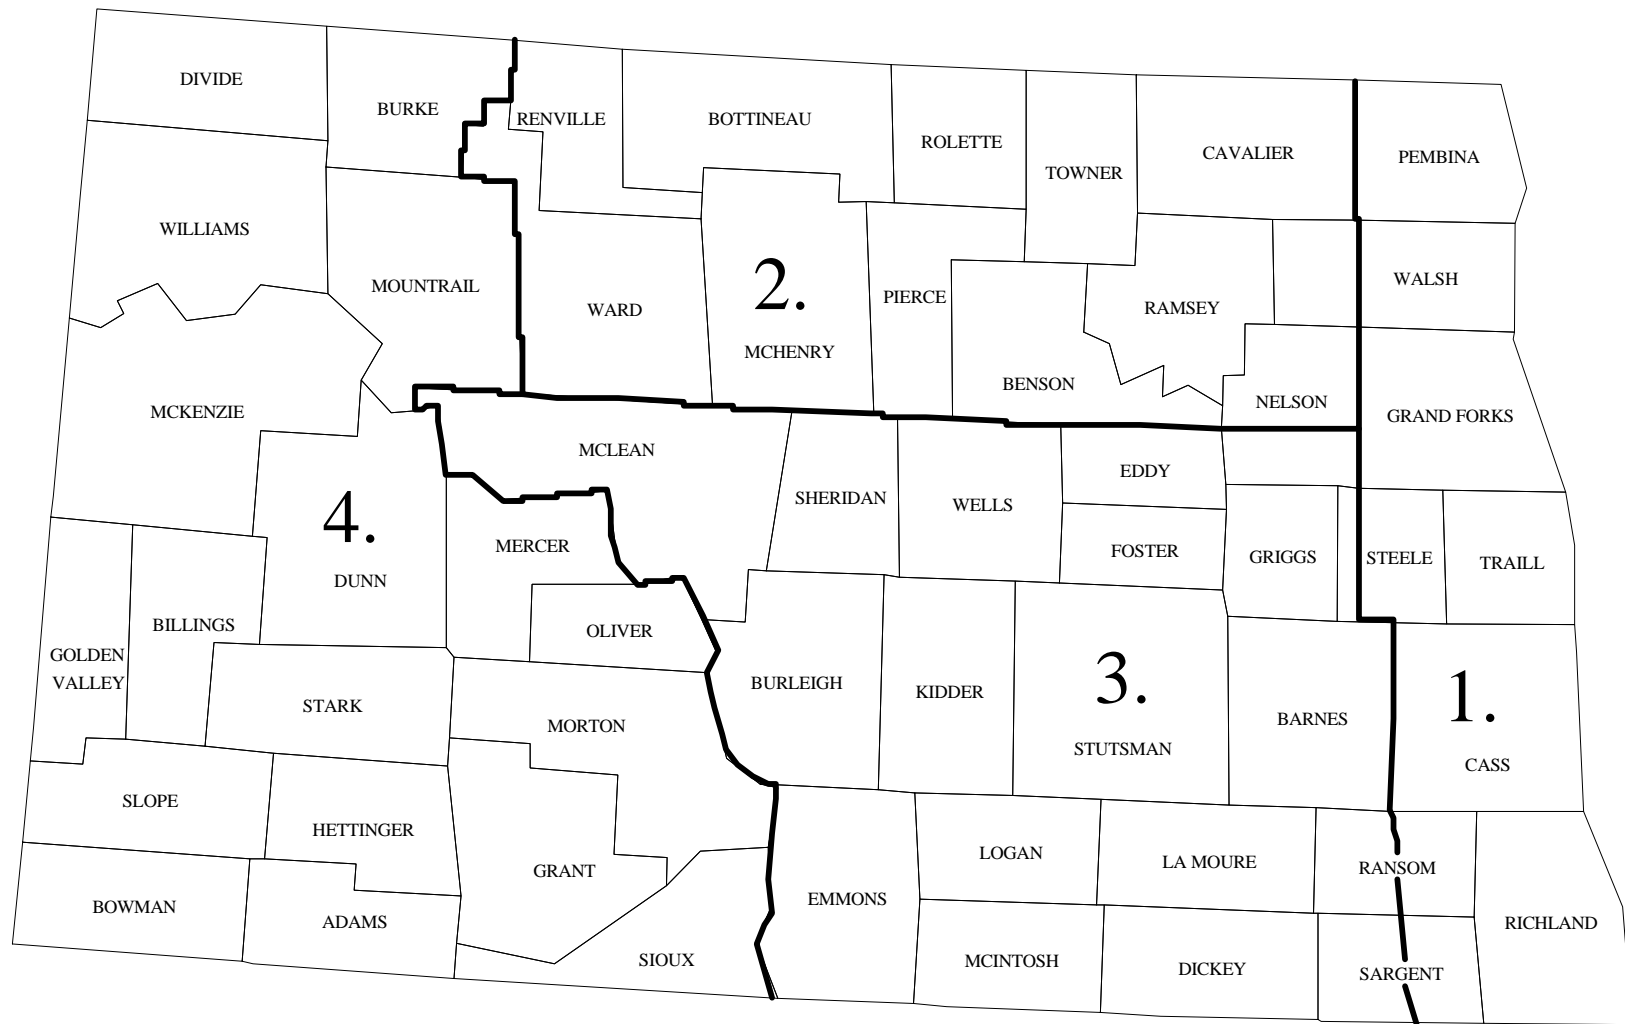 DIVIDE
BURKE
RENVILLE
BOTTINEAU
ROLETTE
TOWNER
CAVALIER
PEMBINA
WILLIAMS
MOUNTRAIL
WARD
2.
MCHENRY
PIERCE
BENSON
RAMSEY
WALSH
NELSON
GRAND FORKS
MCKENZIE
4.
DUNN
MCLEAN
MERCER
SHERIDAN
WELLS
EDDY
FOSTER
GRIGGS
STEELE
TRAILL
GOLDEN
VALLEY
BILLINGS
STARK
OLIVER
MORTON
BURLEIGH
KIDDER
3.
STUTSMAN
BARNES
1.
CASS
SLOPE
HETTINGER
GRANT
BOWMAN
ADAMS
SIOUX
EMMONS
LOGAN
LA MOURE
RANSOM
RICHLAND
MCINTOSH
DICKEY
SARGENT